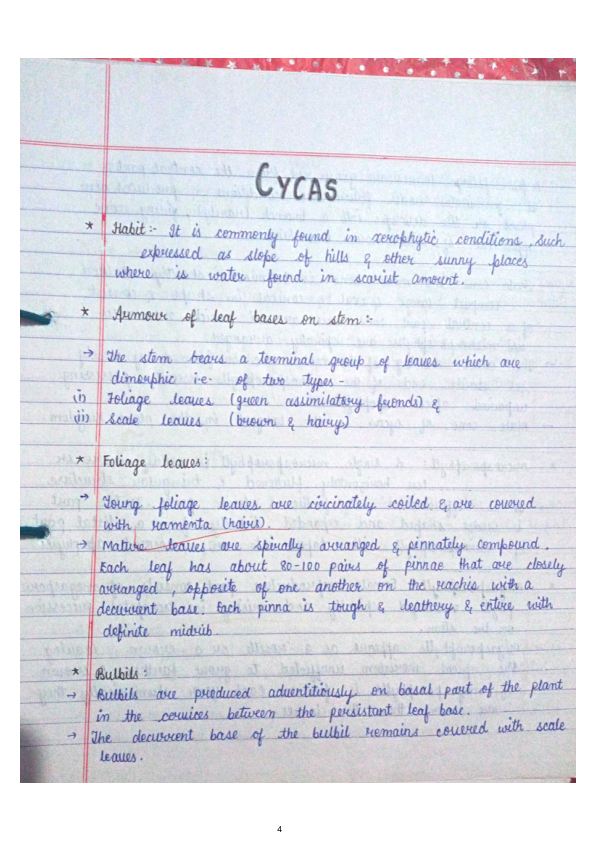 CYCAS
* Habit :- It is commonly found in xerophytic conditions. Such
expressed as slope of hills & other sunny places
where is water found in scarist amount.
* Armour of leaf bases on stem :-
→ The stem bears a terminal group of leaves which are
dimorphic i.e. of two types -
(i) Foliage leaves (green assimilatory fronds) &
(ii) Scale leaves (brown & hairy)
* Foliage leaves :
→ Young foliage leaves are circinately coiled & are covered
with ramenta (hairs).
→ Mature leaves are spirally arranged & pinnately compound.
Each leaf has about 80-100 pairs of pinnae that are closely
arranged, opposite of one another on the rachis with a
decurrent base. Each pinna is tough & leathery & entire with
definite midrib.
* Bulbils :
→ Bulbils are produced adventitiously on basal part of the plant
in the between the persistant leaf base.
→ The decurrent base of the bulbil remains covered with scale
leaves.
4